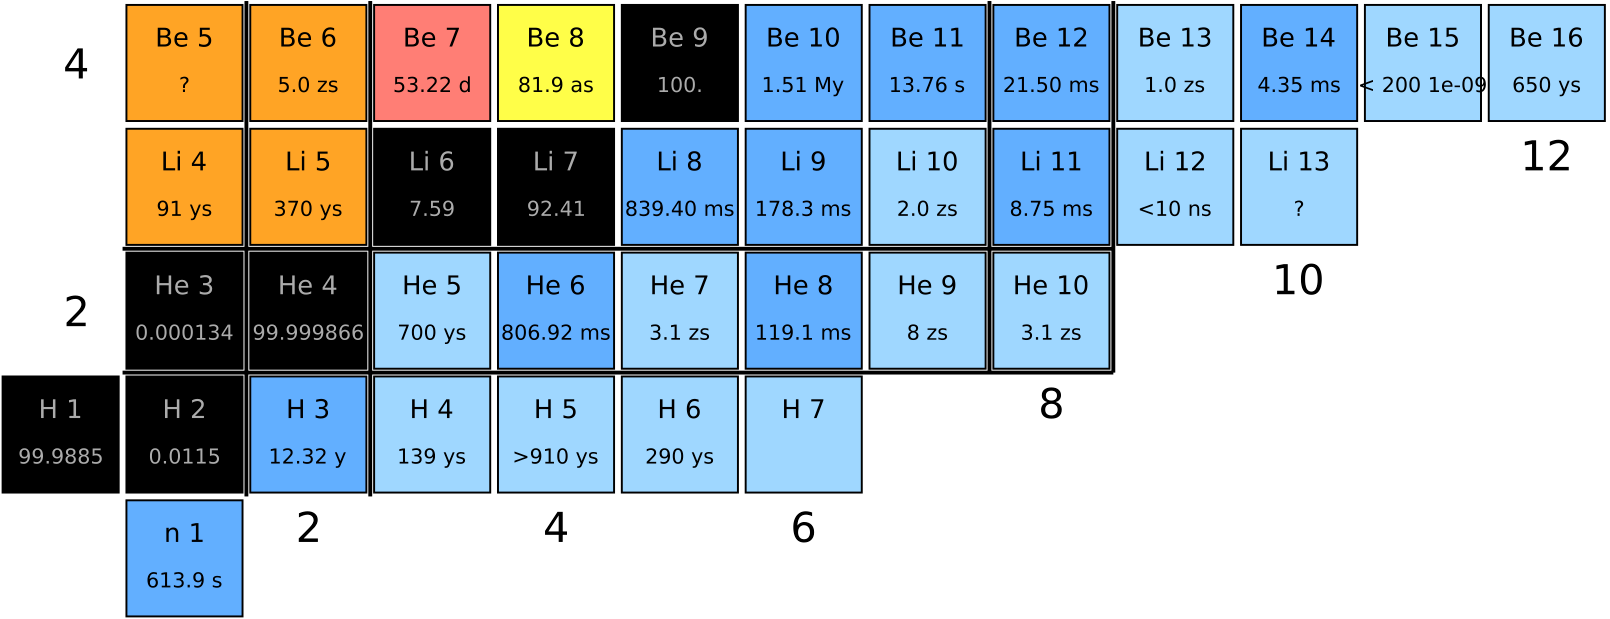 4
Be 5 Be 6 Be 7 Be 8 Be 9 Be 10 Be 11 Be 12 Be 13 Be 14 Be 15 Be 16
? 5.0 zs 53.22 d 81.9 as 100. 1.51 My 13.76 s 21.50 ms 1.0 zs 4.35 ms < 200 1e-09 650 ys
Li 4 Li 5 Li 6 Li 7 Li 8 Li 9 Li 10 Li 11 Li 12 Li 13 12
91 ys 370 ys 7.59 92.41 839.40 ms 178.3 ms 2.0 zs 8.75 ms <10 ns ?
2
He 3 He 4 He 5 He 6 He 7 He 8 He 9 He 10 10
0.000134 99.999866 700 ys 806.92 ms 3.1 zs 119.1 ms 8 zs 3.1 zs
H 1 H 2 H 3 H 4 H 5 H 6 H 7 8
99.9885 0.0115 12.32 y 139 ys >910 ys 290 ys
n 1 2 4 6
613.9 s